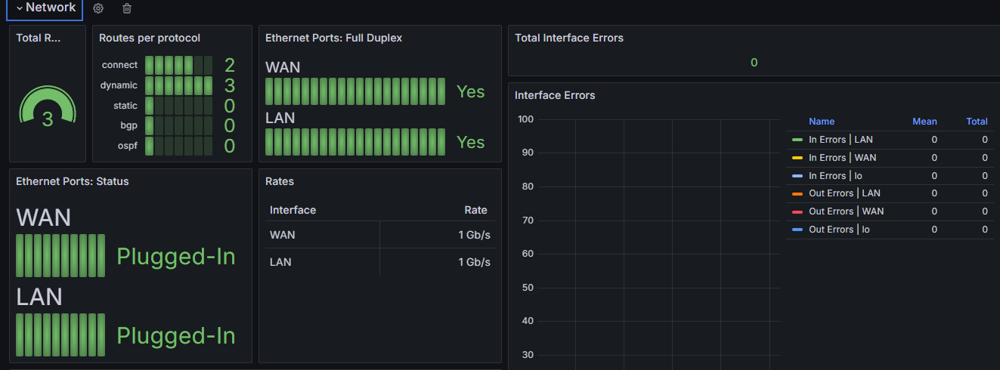 Network
Total R...
3
Routes per protocol
connect 2
dynamic 3
static 0
bgp 0
ospf 0
Ethernet Ports: Full Duplex
WAN
Yes
LAN
Yes
Total Interface Errors
0
Ethernet Ports: Status
WAN
Plugged-In
LAN
Plugged-In
Rates
Interface Rate
WAN 1 Gb/s
LAN 1 Gb/s
Interface Errors
100
90
80
70
60
50
40
30
Name Mean Total
In Errors | LAN 0 0
In Errors | WAN 0 0
In Errors | lo 0 0
Out Errors | LAN 0 0
Out Errors | WAN 0 0
Out Errors | lo 0 0